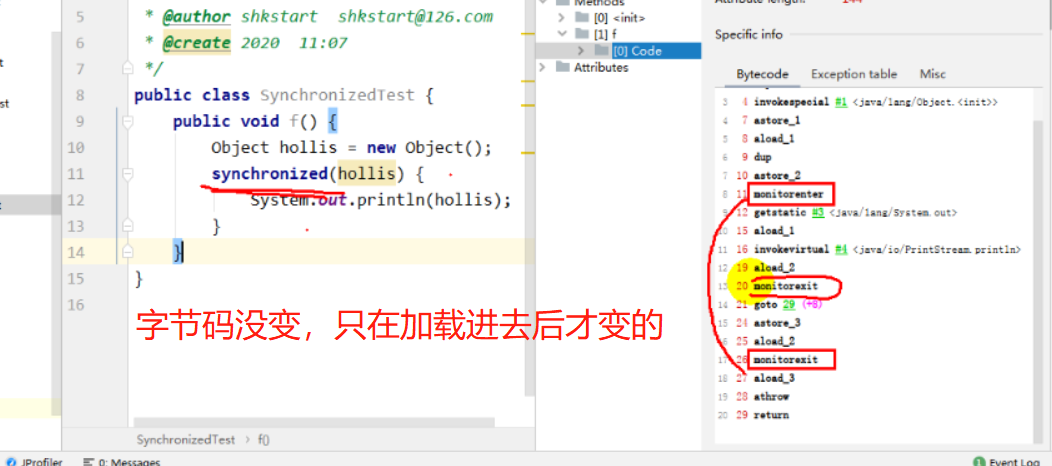 5 * @author shkstart shkstart@126.com
6 * @create 2020 11:07
7 */
8 public class SynchronizedTest {
9 public void f() {
10 Object hollis = new Object();
11 synchronized(hollis) {
12 System.out.println(hollis);
13 }
14 }
15 }
16
字节码没变，只在加载进去后才变的
SynchronizedTest › f()
JProfiler 0: Messages
st
Methods
[0] <init>
[1] f
[0] Code
Attributes
Specific info
Bytecode Exception table Misc
3 4 invokespecial #1 <java/lang/Object.<init>>
4 7 astore_1
5 8 aload_1
6 9 dup
7 10 astore_2
8 11 monitorenter
9 12 getstatic #3 <java/lang/System.out>
15 aload_1
11 16 invokevirtual #4 <java/io/PrintStream.println>
12 19 aload_2
13 20 monitorexit
14 21 goto 29 (+8)
15 24 astore_3
16 25 aload_2
17 26 monitorexit
18 27 aload_3
19 28 athrow
20 29 return
Event Log